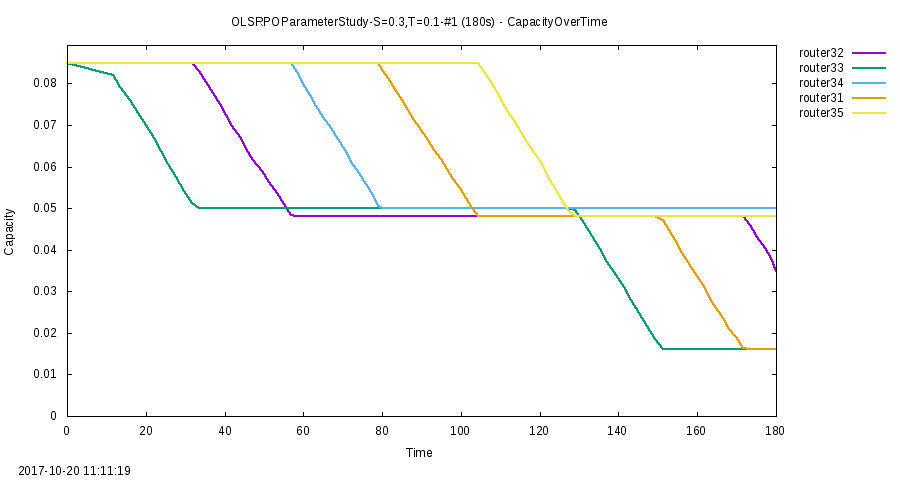 OLSRPOParameterStudy-S=0.3,T=0.1-#1 (180s) - CapacityOverTime
router32
router33
router34
router31
router35
0.08
0.07
0.06
0.05
0.04
0.03
0.02
0.01
0
Capacity
0 20 40 60 80 100 120 140 160 180
Time
2017-10-20 11:11:19